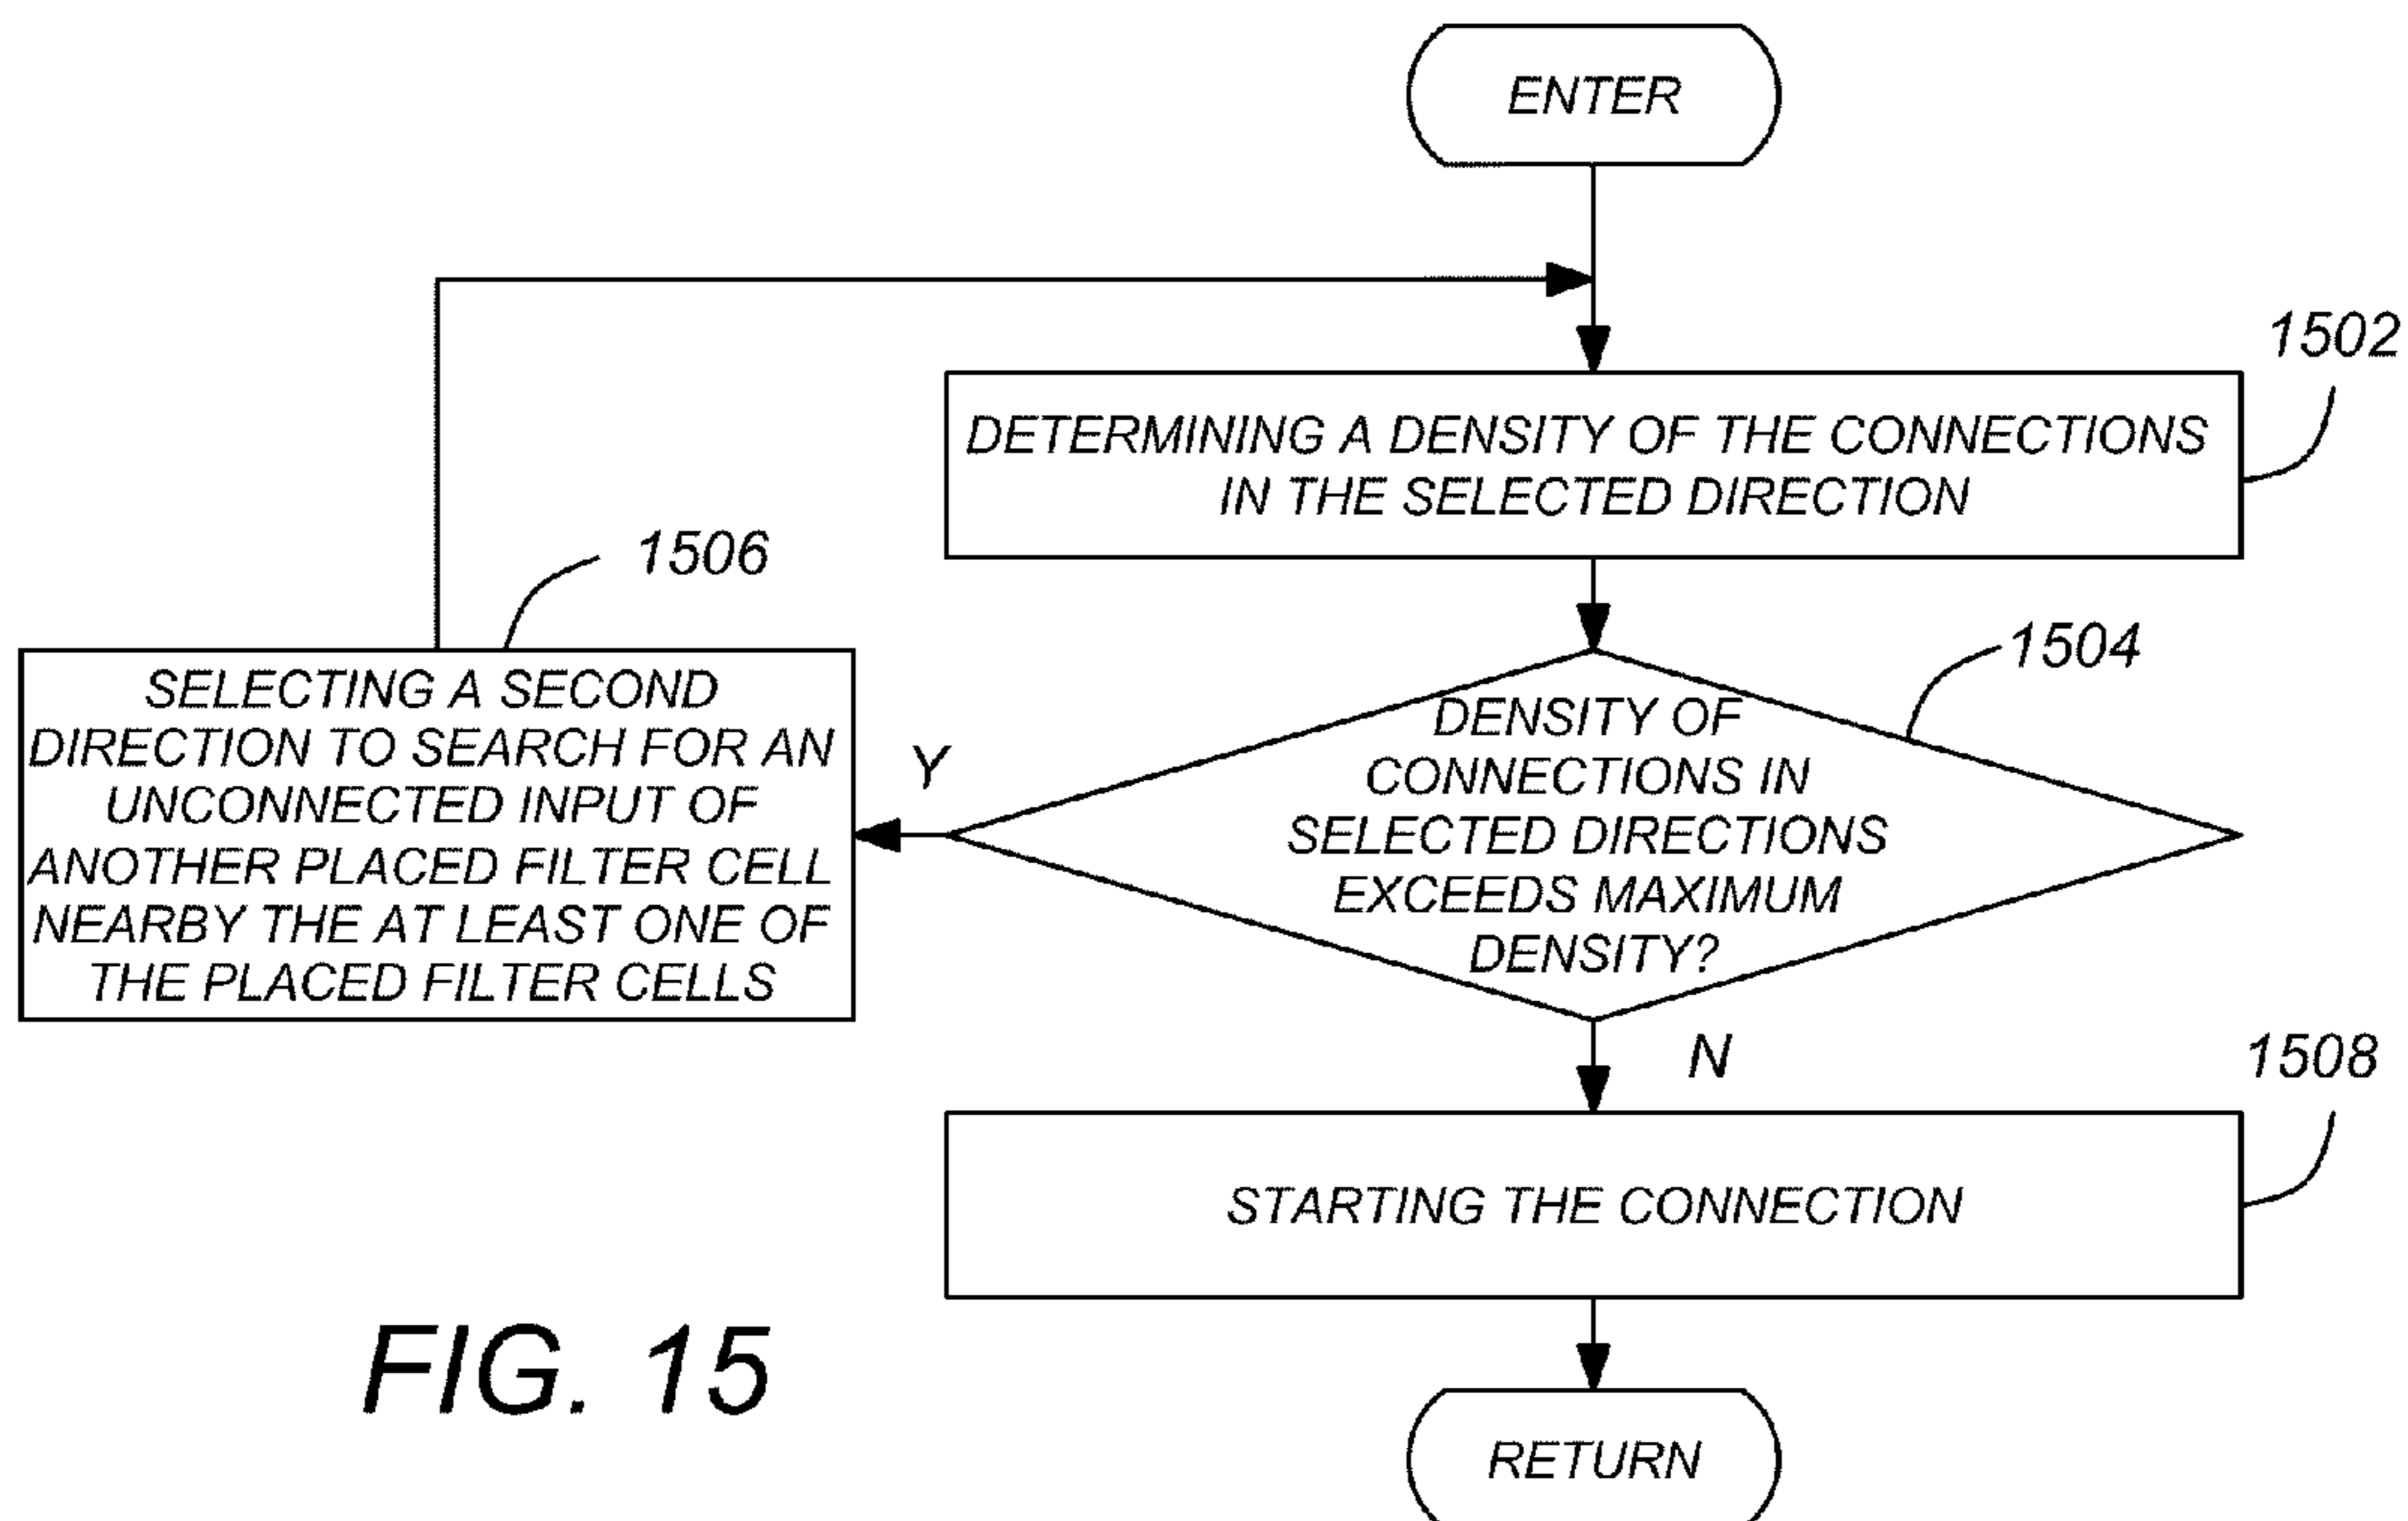 ENTER
1502
DETERMINING A DENSITY OF THE CONNECTIONS
IN THE SELECTED DIRECTION
1506
1504
SELECTING A SECOND
DIRECTION TO SEARCH FOR AN
UNCONNECTED INPUT OF
ANOTHER PLACED FILTER CELL
NEARBY THE AT LEAST ONE OF
THE PLACED FILTER CELLS
Y
DENSITY OF
CONNECTIONS IN
SELECTED DIRECTIONS
EXCEEDS MAXIMUM
DENSITY?
N
1508
STARTING THE CONNECTION
FIG. 15
RETURN